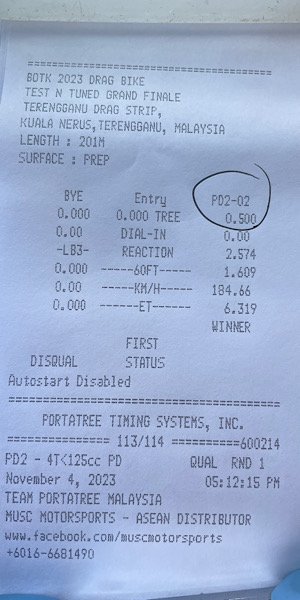 ==========================================
BOTK 2023 DRAG BIKE
TEST N TUNED GRAND FINALE
TERENGGANU DRAG STRIP,
KUALA NERUS,TERENGGANU, MALAYSIA
LENGTH : 201M
SURFACE : PREP
BYE Entry PD2-02
0.000 0.000 TREE 0.500
0.00 DIAL-IN 0.00
-LB3- REACTION 2.574
0.000 ------60FT------ 1.609
0.00 ------KM/H------ 184.66
0.000 -------ET------- 6.319
WINNER
FIRST
DISQUAL STATUS
Autostart Disabled
==========================================
PORTATREE TIMING SYSTEMS, INC.
================ 113/114 ==========600214
PD2 - 4T<125cc PD QUAL RND 1
November 4, 2023 05:12:15 PM
TEAM PORTATREE MALAYSIA
MUSC MOTORSPORTS - ASEAN DISTRIBUTOR
www.facebook.com/muscmotorsports
+6016-6681490